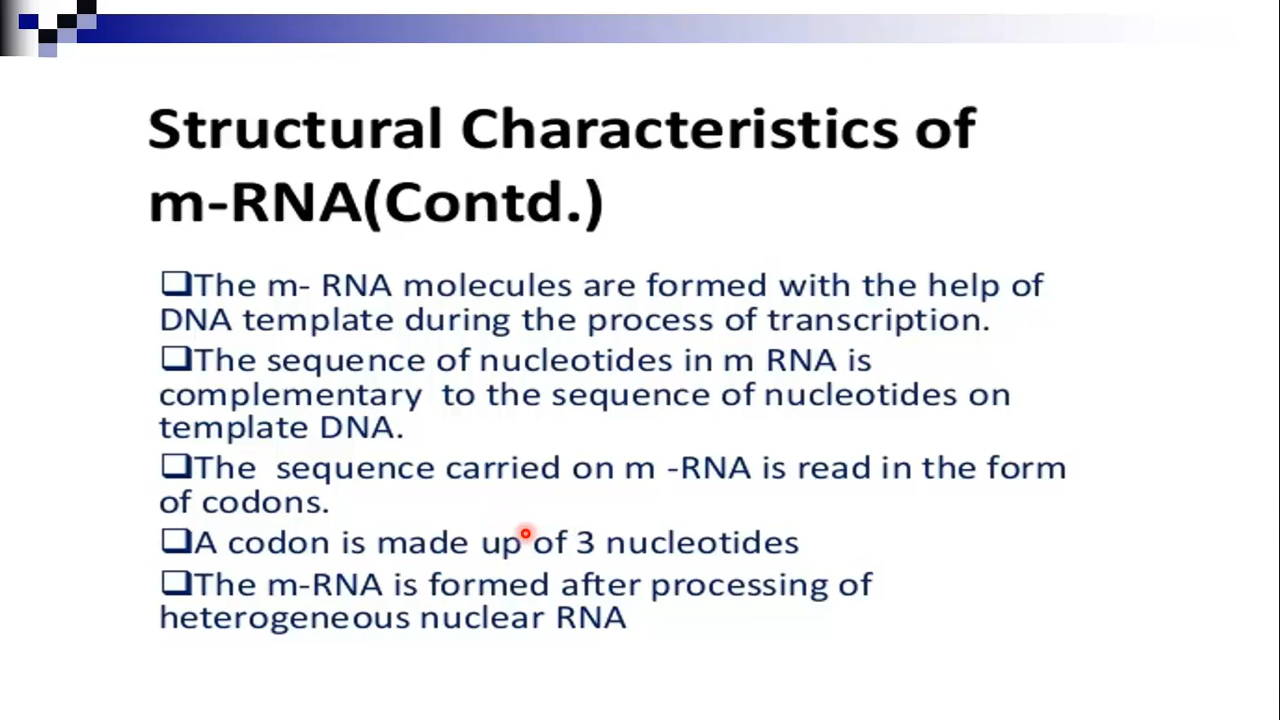 Structural Characteristics of
m-RNA(Contd.)
❑The m- RNA molecules are formed with the help of
DNA template during the process of transcription.
❑The sequence of nucleotides in m RNA is
complementary  to the sequence of nucleotides on
template DNA.
❑The  sequence carried on m -RNA is read in the form
of codons.
❑A codon is made up of 3 nucleotides
❑The m-RNA is formed after processing of
heterogeneous nuclear RNA